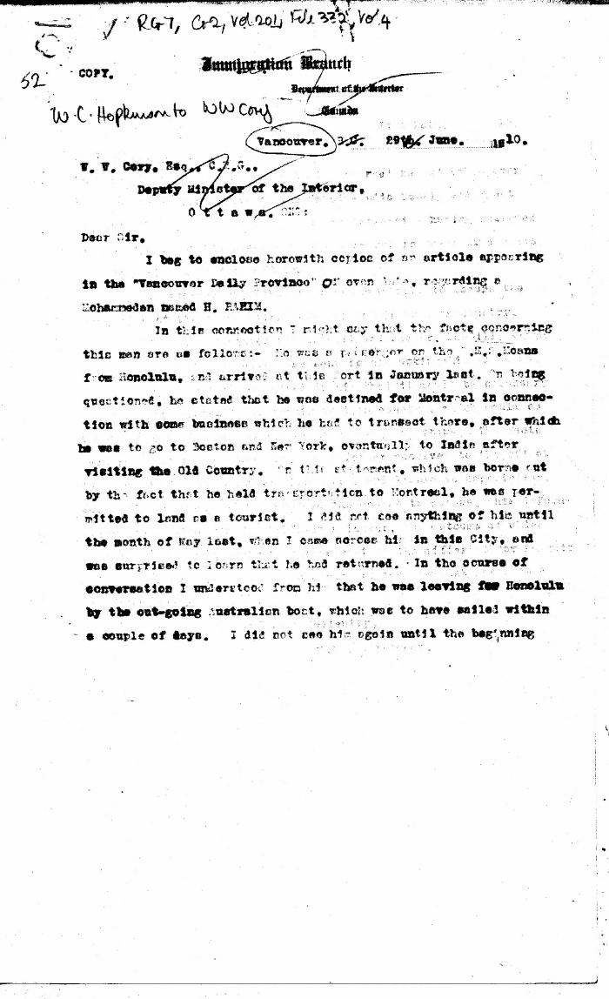 RG7, G-2, Vol 20 , File 332, Vol 4
52
COPY.
Immigration Branch
Department of the Interior
Canada
W.C. Hopkinson to WWCory
Vancouver. B.C. 29th June. 1910.
W. W. Cory. Esq., C.M.G.,
Deputy Minister of the Interior,
O t t a w a. ONT:
Dear Sir.
I beg to enclose herewith copies of an article appearing
in the "Vancouver Daily Province" of even date, regarding a
Mohammedan named H. RAHIM.
In this connection I might say that the facts concerning
this man are as follows:- He was a passenger on the Moana
from Honolulu, and arrived at this Port in January last. On being
questioned, he stated that he was destined for Montreal in connec-
tion with some business which he had to transact there, after which
he was to go to Boston and New York, eventually to India after
visiting the Old Country. On this statement, which was borne out
by the fact that he held transportation to Montreal, he was per-
mitted to land as a tourist. I did not see anything of him until
the month of May last, when I came across him in this City, and
was surprised to learn that he had returned. In the course of
conversation I understood from him that he was leaving for Honolulu
by the out-going Australian boat, which was to have sailed within
a couple of days. I did not see him again until the beginning